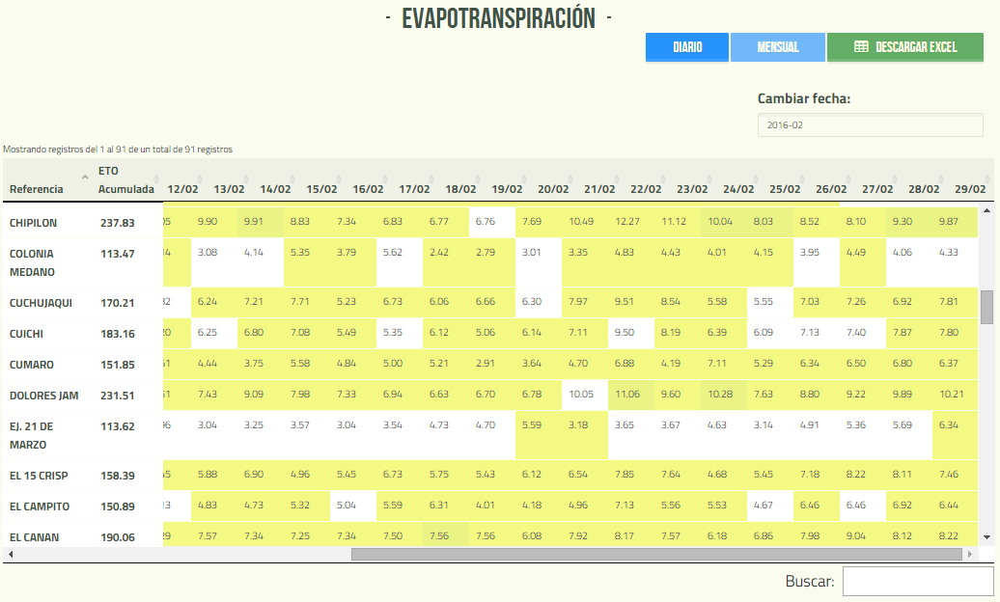 - EVAPOTRANSPIRACIÓN -
DIARIO MENSUAL DESCARGAR EXCEL
Cambiar fecha:
2016-02
Mostrando registros del 1 al 91 de un total de 91 registros
Referencia ETO Acumulada 12/02 13/02 14/02 15/02 16/02 17/02 18/02 19/02 20/02 21/02 22/02 23/02 24/02 25/02 26/02 27/02 28/02 29/02
CHIPILON 237.83 9.90 9.91 8.83 7.34 6.83 6.77 6.76 7.69 10.49 12.27 11.12 10.04 8.03 8.52 8.10 9.30 9.87
COLONIA MEDANO 113.47 3.08 4.14 5.35 3.79 5.62 2.42 2.79 3.01 3.35 4.83 4.43 4.01 4.15 3.95 4.49 4.06 4.33
CUCHUJAQUI 170.21 6.24 7.21 7.71 5.23 6.73 6.06 6.66 6.30 7.97 9.51 8.54 5.58 5.55 7.03 7.26 6.92 7.81
CUICHI 183.16 6.25 6.80 7.08 5.49 5.35 6.12 5.06 6.14 7.11 9.50 8.19 6.39 6.09 7.13 7.40 7.87 7.80
CUMARO 151.85 4.44 3.75 5.58 4.84 5.00 5.21 2.91 3.64 4.70 6.88 4.19 7.11 5.29 6.34 6.50 6.80 6.37
DOLORES JAM 231.51 7.43 9.09 7.98 7.33 6.94 6.63 6.70 6.78 10.05 11.06 9.60 10.28 7.63 8.80 9.22 9.89 10.21
EJ. 21 DE MARZO 113.62 3.04 3.25 3.57 3.04 3.54 4.73 4.70 5.59 3.18 3.65 3.67 4.63 3.14 4.91 5.36 5.69 6.34
EL 15 CRISP 158.39 5.88 6.90 4.96 5.45 6.73 5.75 5.43 6.12 6.54 7.85 7.64 4.68 5.45 7.18 8.22 8.11 7.46
EL CAMPITO 150.89 4.83 4.73 5.32 5.04 5.59 6.31 4.01 4.18 4.96 7.13 5.56 5.53 4.67 6.46 6.46 6.92 6.44
EL CANAN 190.06 7.57 7.34 7.25 7.34 7.50 7.56 7.56 6.08 7.92 8.17 7.57 6.18 6.86 7.98 9.04 8.12 8.22
Buscar: